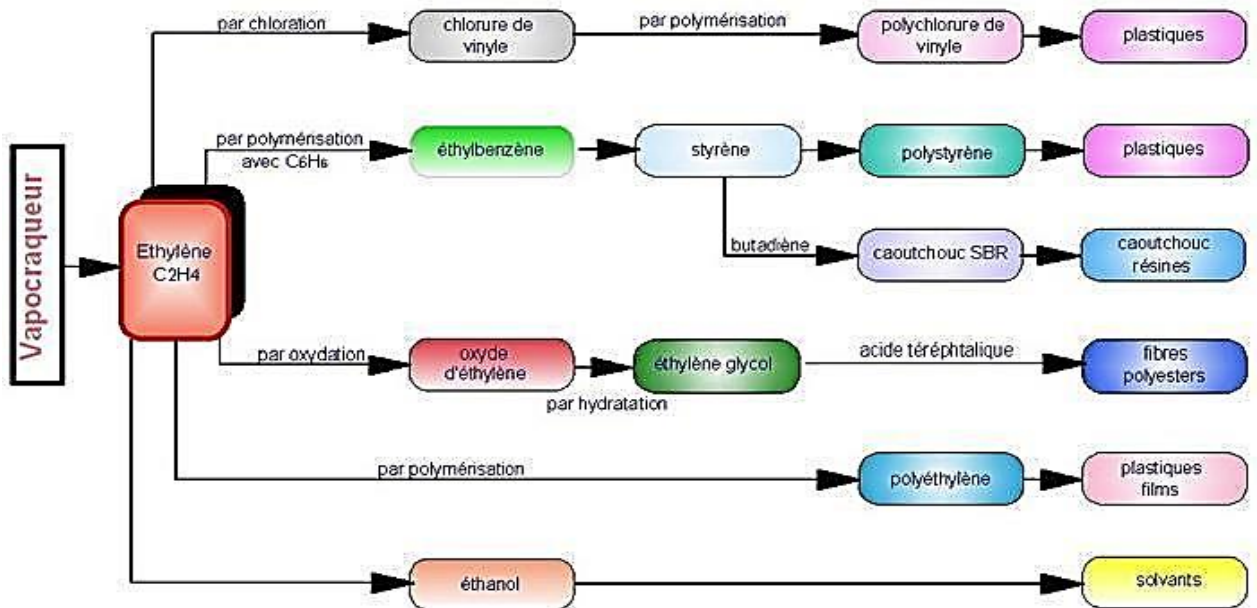 Vapocraqueur
Ethylène
C2H4
par chloration
chlorure de
vinyle
par polymérisation
polychlorure de
vinyle
plastiques
par polymérisation
avec C6H6
éthylbenzène
styrène
polystyrène
plastiques
butadiène
caoutchouc SBR
caoutchouc
résines
par oxydation
oxyde
d'éthylène
par hydratation
éthylène glycol
acide téréphtalique
fibres
polyesters
par polymérisation
polyéthylène
plastiques
films
éthanol
solvants